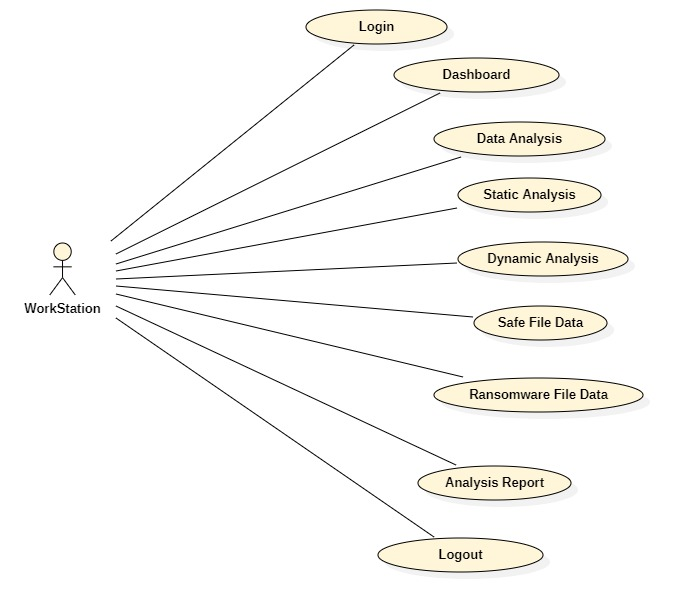 Login
Dashboard
Data Analysis
Static Analysis
Dynamic Analysis
WorkStation
Safe File Data
Ransomware File Data
Analysis Report
Logout